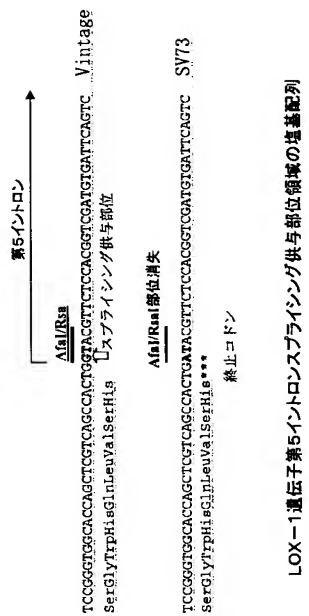 第5イントロン
AfaI/Rsa
TCCGGGTGGCACCAGCTCGTCAGCCACTGGTACGTTCTCCACGGTCGATGTGATTCAGTC Vintage
SerGlyTrpHisGlnLeuValSerHis スプライシング供与部位
AfaI/RsaI部位消失
TCCGGGTGGCACCAGCTCGTCAGCCACTGATACGTTCTCCACGGTCGATGTGATTCAGTC SV73
SerGlyTrpHisGlnLeuValSerHis***
終止コドン
LOX－1遺伝子第5イントロンスプライシング供与部位領域の塩基配列